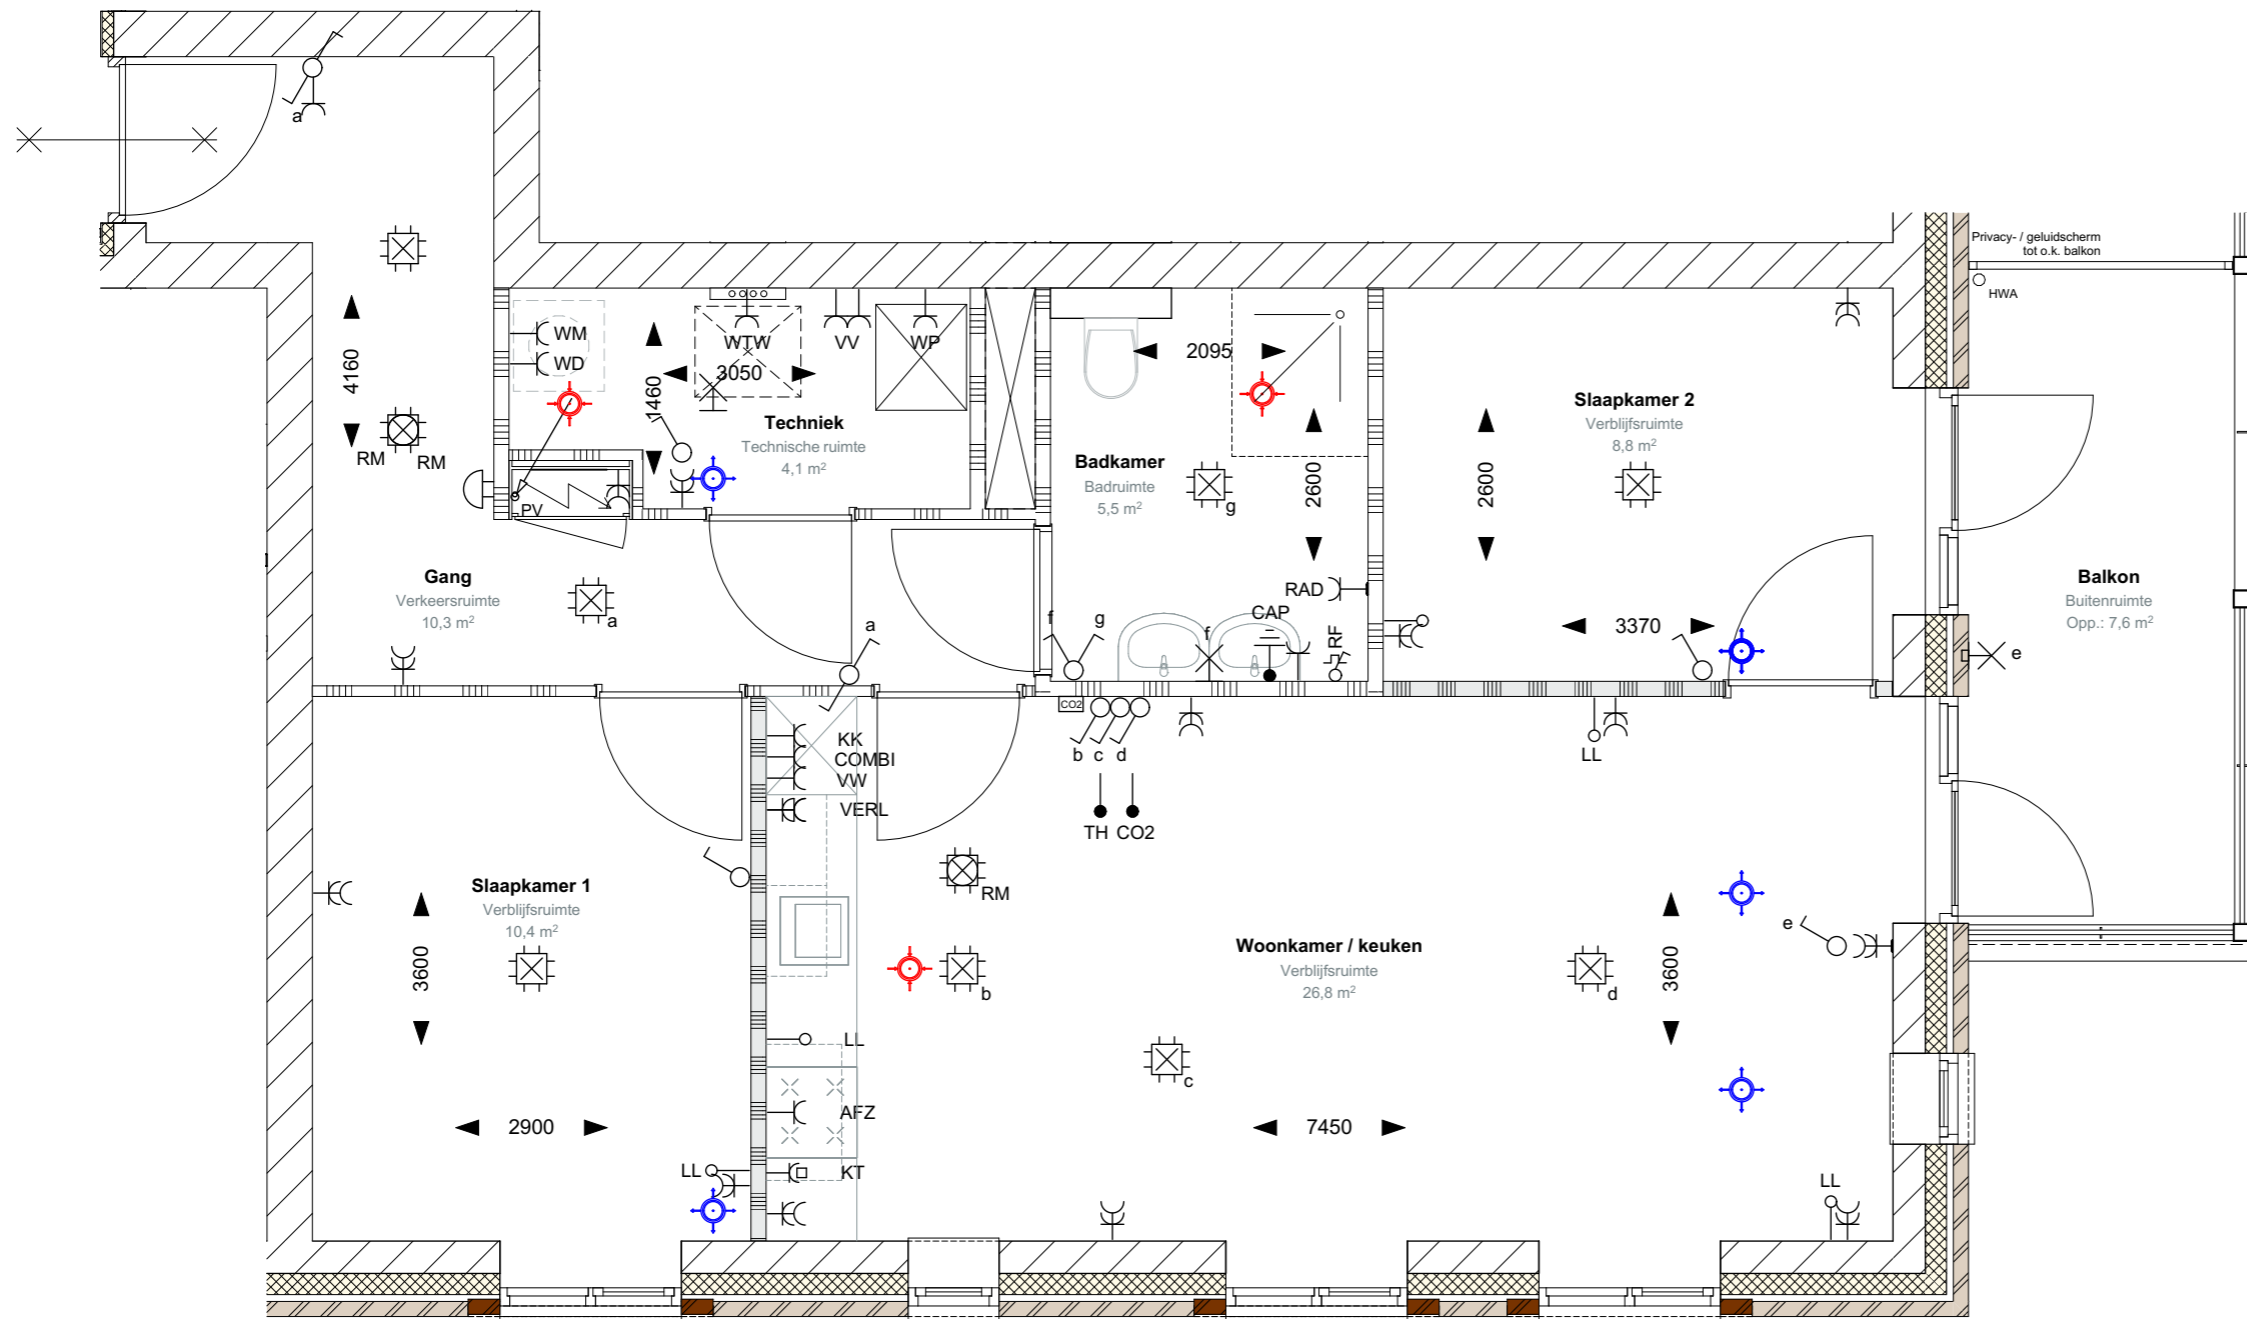 a
Privacy- / geluidscherm
tot o.k. balkon
HWA
4160
WM
WD
WTW
VV
WP
3050
1460
2095
Techniek
Technische ruimte
4,1 m²
RM
RM
PV
Slaapkamer 2
Verblijfsruimte
8,8 m²
Badkamer
Badruimte
5,5 m²
g
2600
2600
Gang
Verkeersruimte
10,3 m²
a
a
f
g
f
RAD
CAP
RF
3370
Balkon
Buitenruimte
Opp.: 7,6 m²
e
CO2
b
c
d
LL
KK
COMBI
VW
VERL
TH
CO2
Slaapkamer 1
Verblijfsruimte
10,4 m²
3600
RM
b
Woonkamer / keuken
Verblijfsruimte
26,8 m²
d
3600
e
LL
c
AFZ
2900
7450
LL
KT
LL